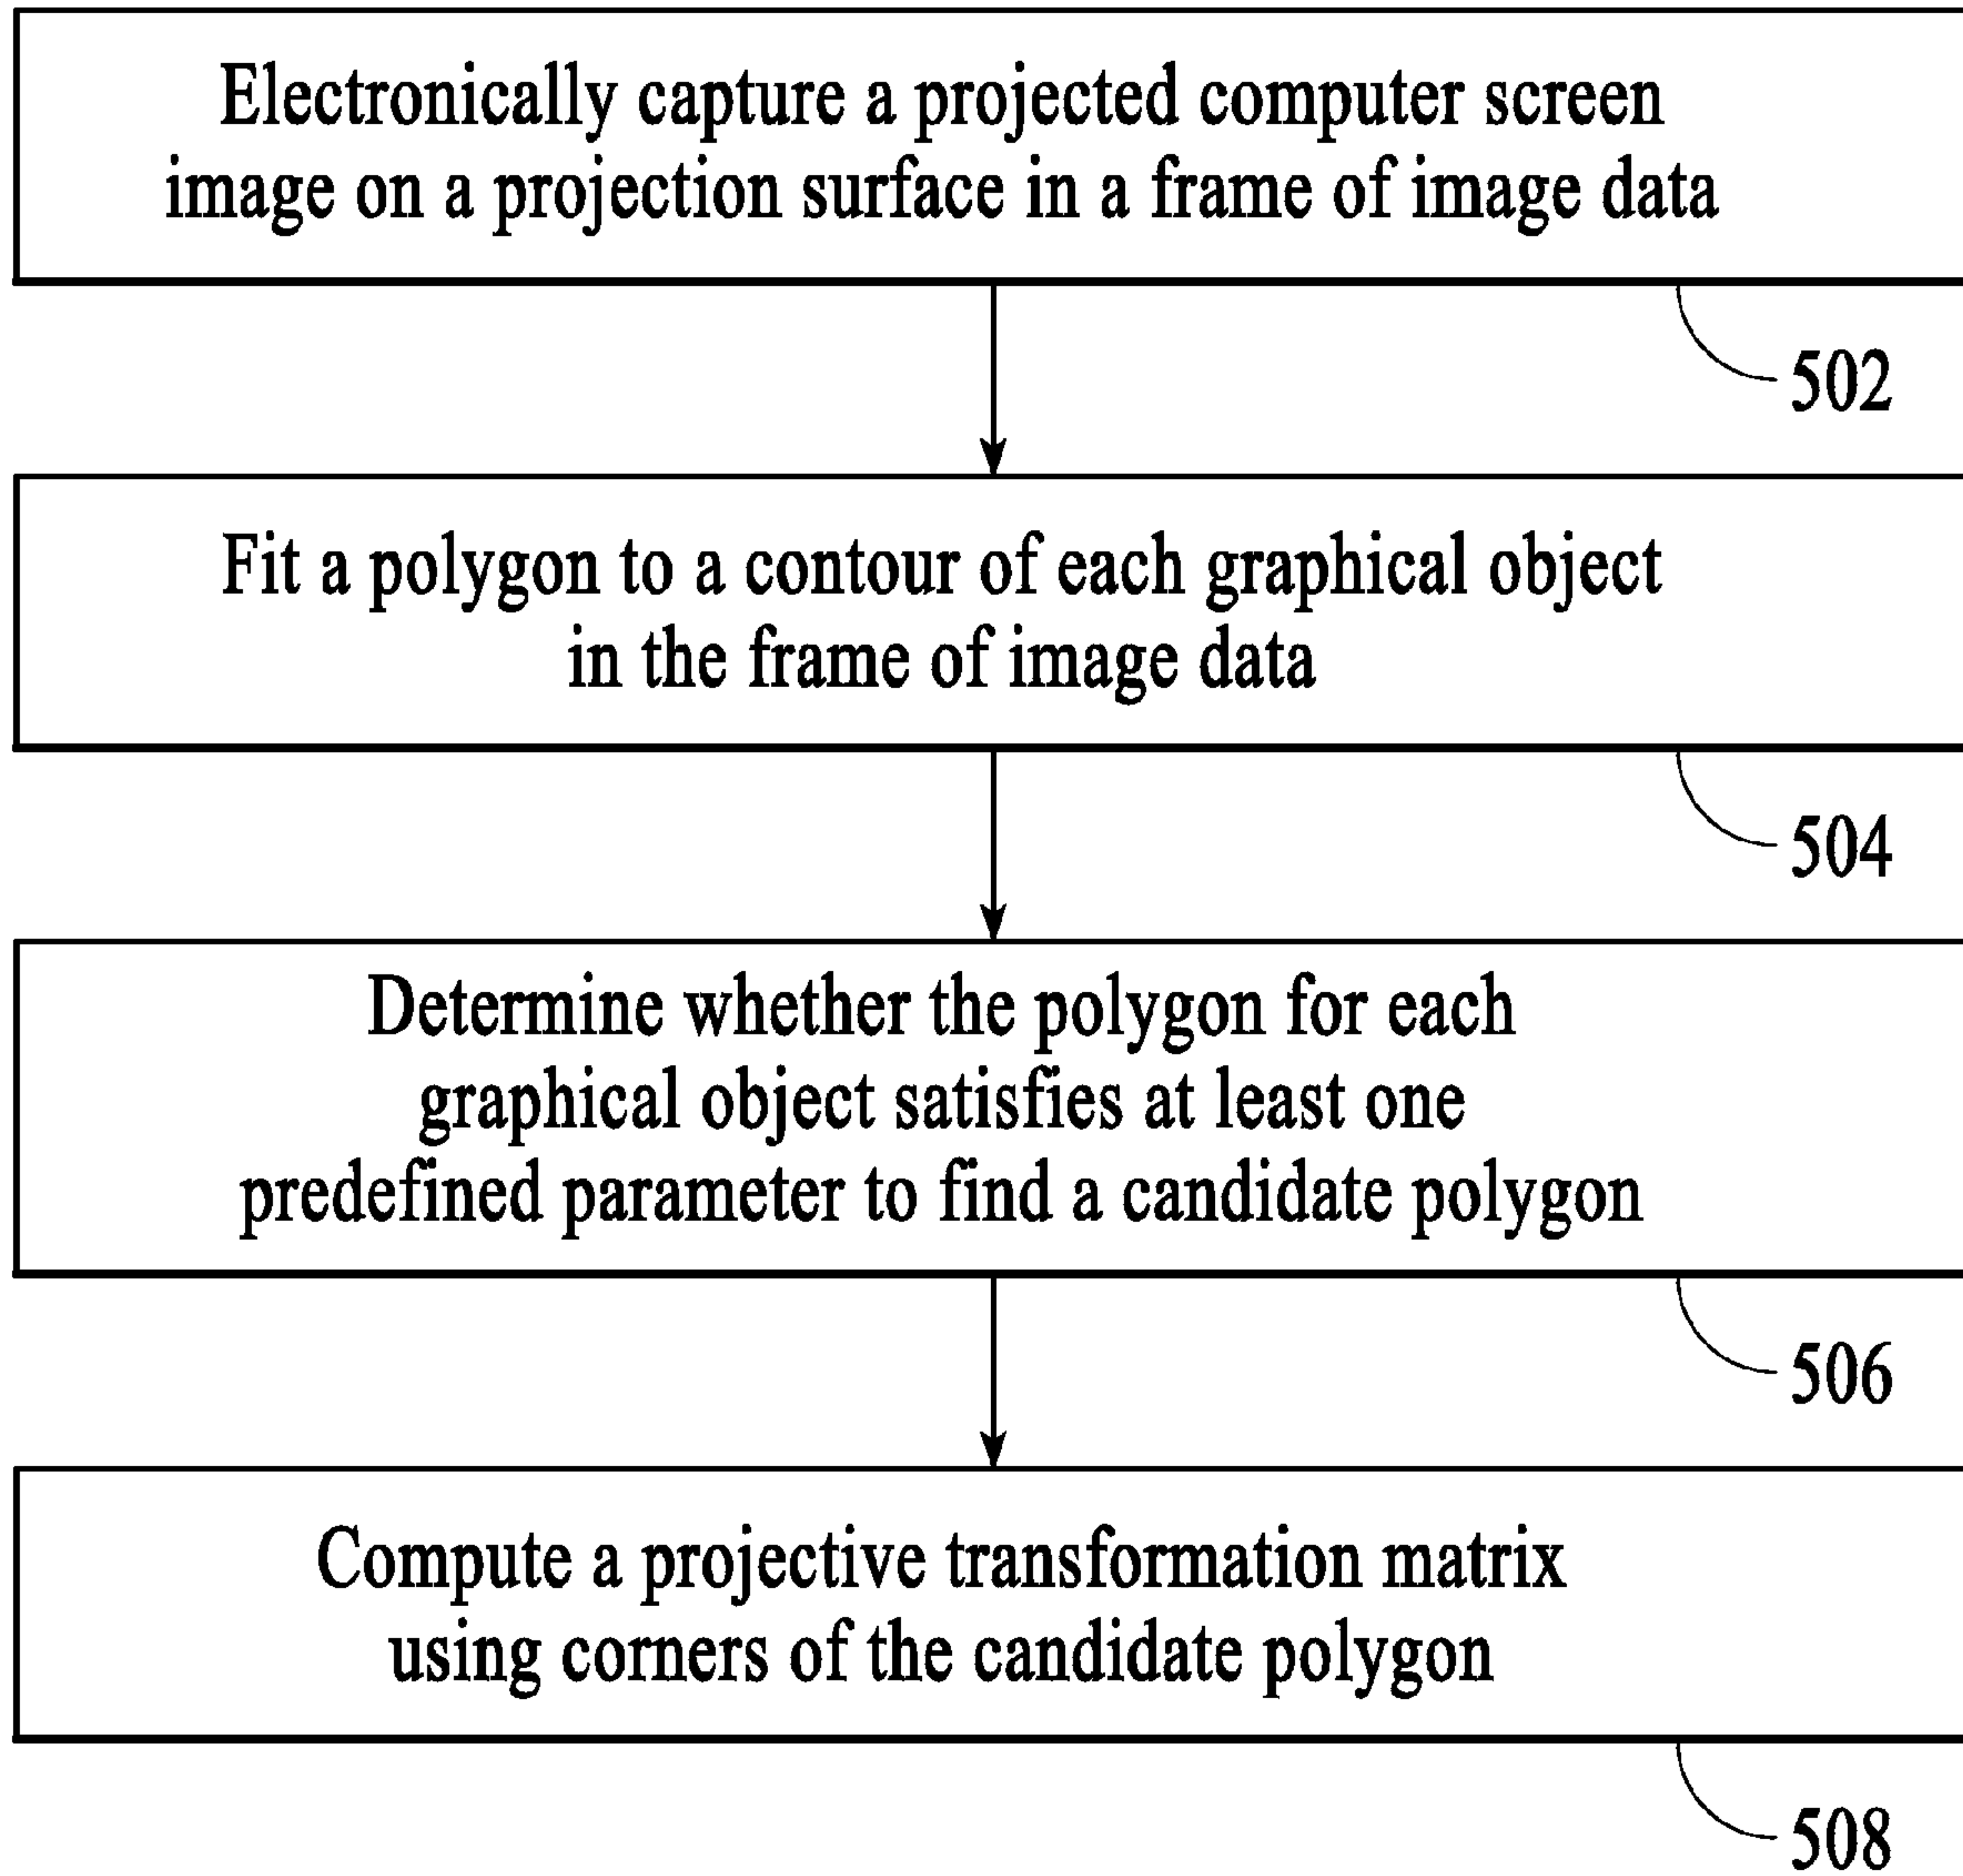 Electronically capture a projected computer screen
image on a projection surface in a frame of image data
502
Fit a polygon to a contour of each graphical object
in the frame of image data
504
Determine whether the polygon for each
graphical object satisfies at least one
predefined parameter to find a candidate polygon
506
Compute a projective transformation matrix
using corners of the candidate polygon
508